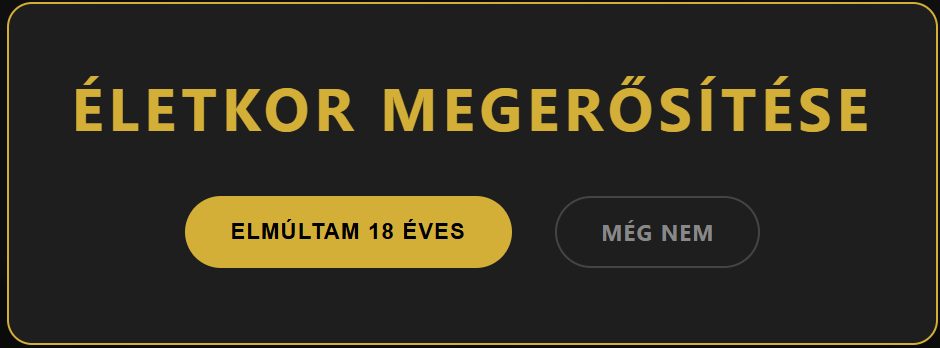 ÉLETKOR MEGERŐSÍTÉSE
ELMÚLTAM 18 ÉVES
MÉG NEM